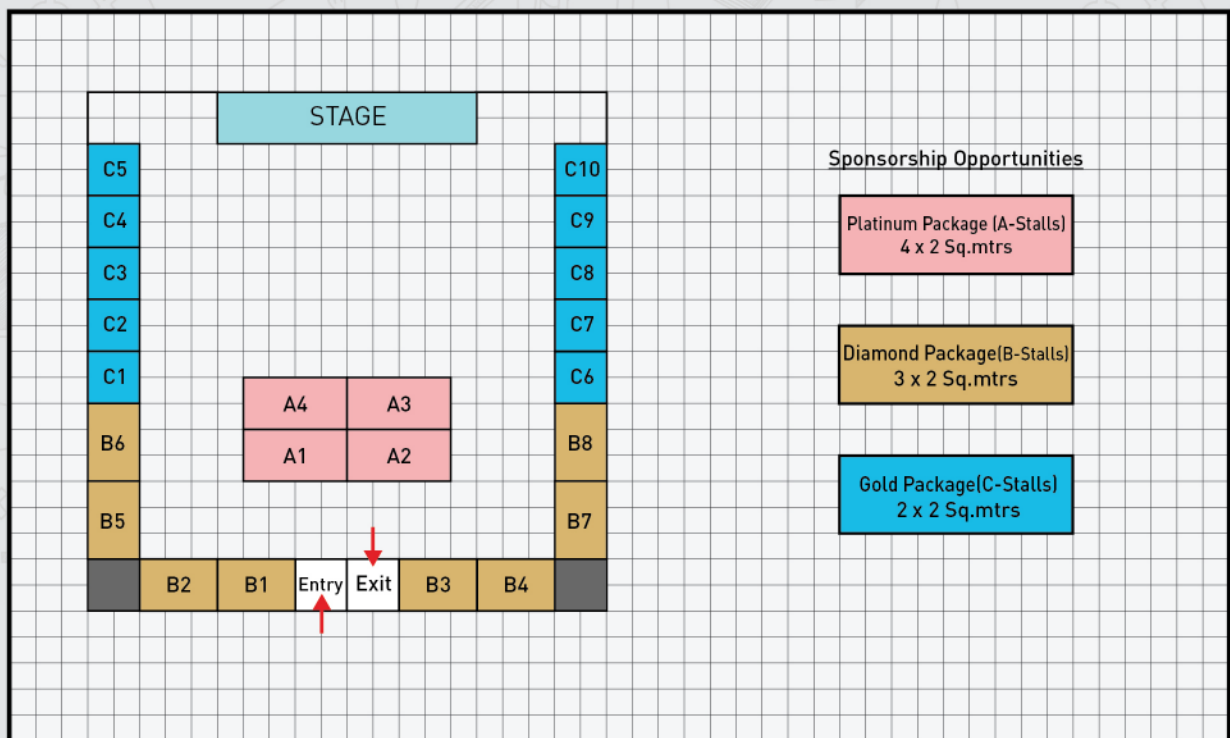 STAGE
C5
C10
C4
C9
C3
C8
C2
C7
C1
C6
A4
A3
B6
B8
A1
A2
B5
B7
B2
B1
Entry
Exit
B3
B4
Sponsorship Opportunities
Platinum Package (A-Stalls)
4 x 2 Sq.mtrs
Diamond Package(B-Stalls)
3 x 2 Sq.mtrs
Gold Package(C-Stalls)
2 x 2 Sq.mtrs